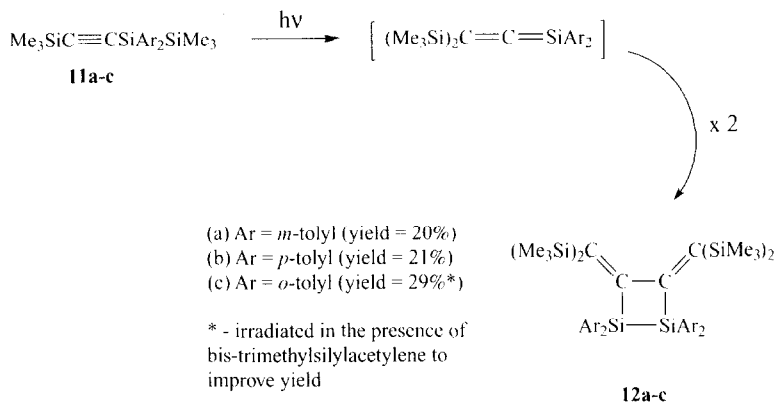 hν
Me₃SiC≡CSiAr₂SiMe₃
[ (Me₃Si)₂C=C=SiAr₂ ]
11a-c
x 2
(a) Ar = m-tolyl (yield = 20%)
(b) Ar = p-tolyl (yield = 21%)
(c) Ar = o-tolyl (yield = 29%*)
* - irradiated in the presence of
bis-trimethylsilylacetylene to
improve yield
(Me₃Si)₂C C(SiMe₃)₂
C—C
Ar₂Si—SiAr₂
12a-c